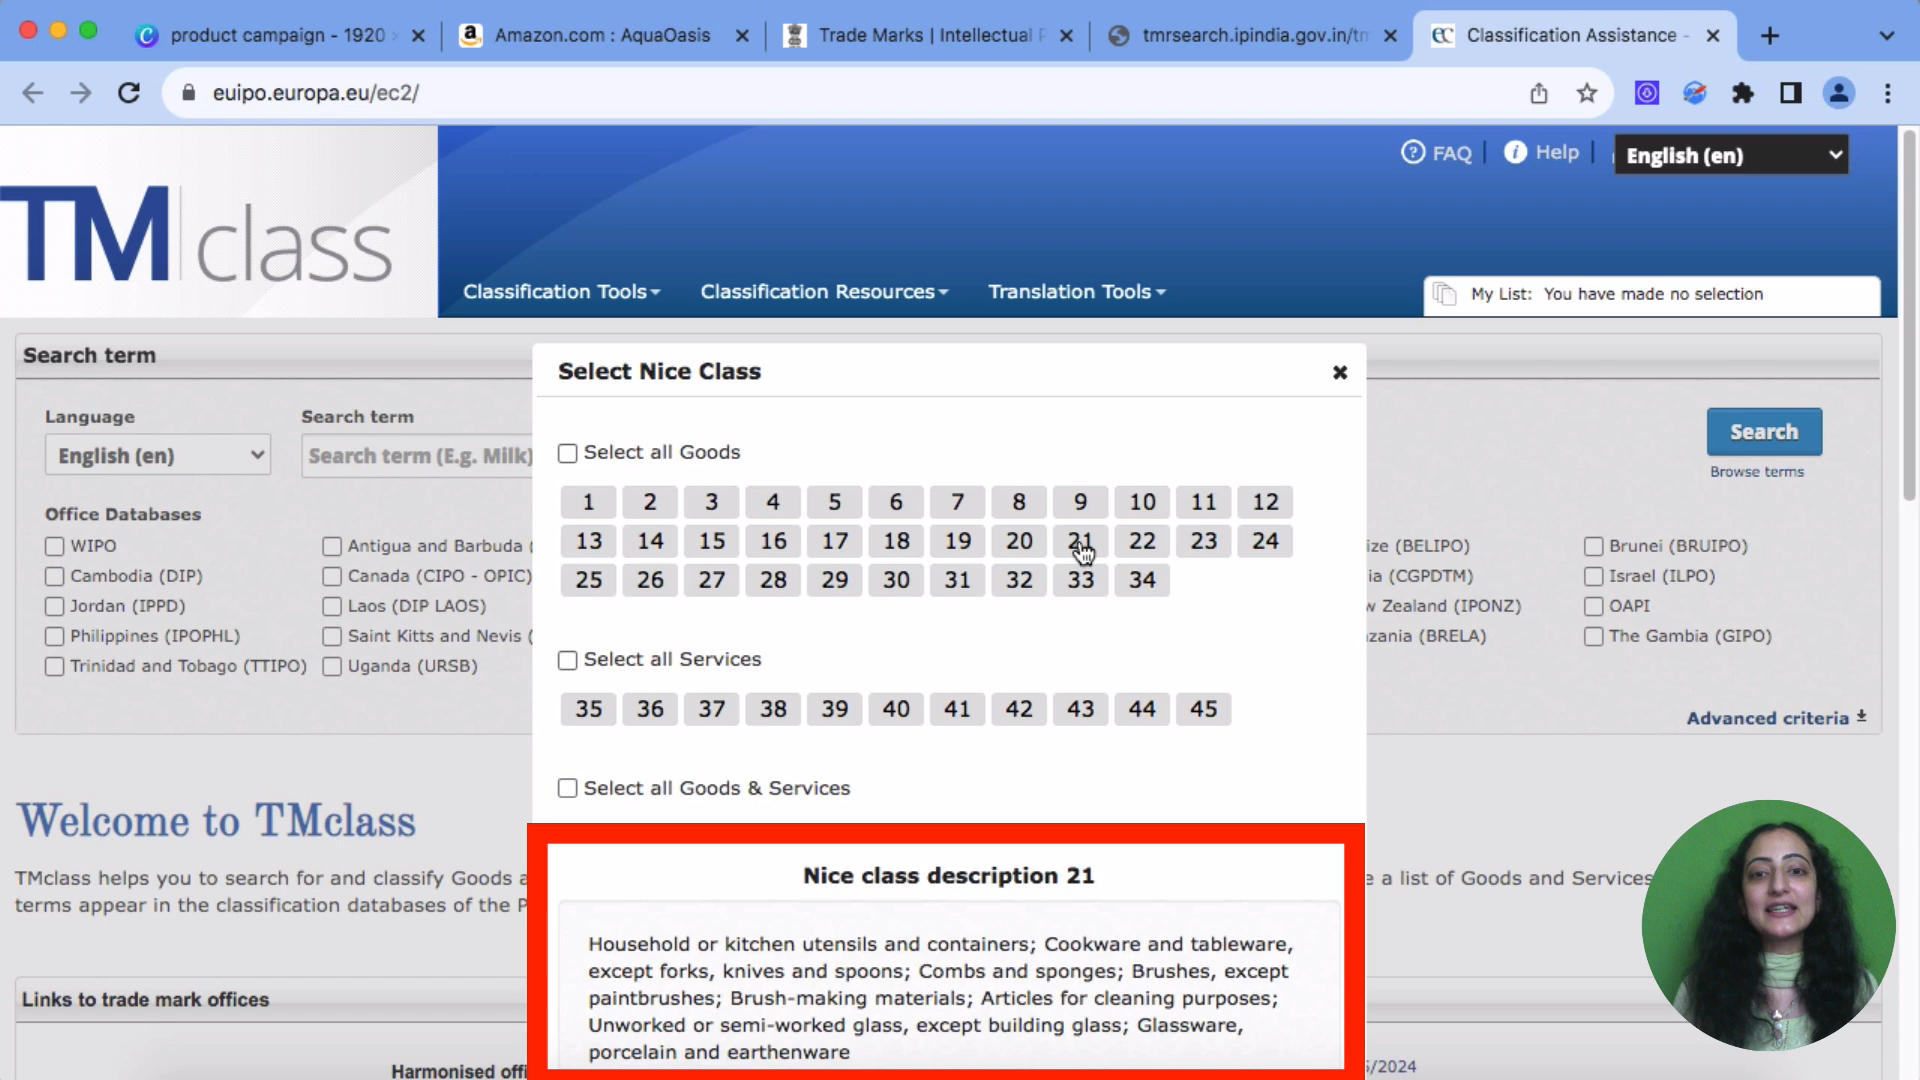 product campaign - 1920
Amazon.com : AquaOasis
Trade Marks | Intellectual P
tmrsearch.ipindia.gov.in/tm
Classification Assistance -
euipo.europa.eu/ec2/
TM class
FAQ
Help
English (en)
Classification Tools
Classification Resources
Translation Tools
My List: You have made no selection
Search term
Language
Search term
English (en)
Search term (E.g. Milk)
Search
Browse terms
Office Databases
WIPO
Antigua and Barbuda
ize (BELIPO)
Brunei (BRUIPO)
Cambodia (DIP)
Canada (CIPO - OPIC)
ia (CGPDTM)
Israel (ILPO)
Jordan (IPPD)
Laos (DIP LAOS)
w Zealand (IPONZ)
OAPI
Philippines (IPOPHL)
Saint Kitts and Nevis (
zania (BRELA)
The Gambia (GIPO)
Trinidad and Tobago (TTIPO)
Uganda (URSB)
Advanced criteria
Select Nice Class
Select all Goods
1 2 3 4 5 6 7 8 9 10 11 12
13 14 15 16 17 18 19 20 21 22 23 24
25 26 27 28 29 30 31 32 33 34
Select all Services
35 36 37 38 39 40 41 42 43 44 45
Select all Goods & Services
Nice class description 21
Household or kitchen utensils and containers; Cookware and tableware,
except forks, knives and spoons; Combs and sponges; Brushes, except
paintbrushes; Brush-making materials; Articles for cleaning purposes;
Unworked or semi-worked glass, except building glass; Glassware,
porcelain and earthenware
Welcome to TMclass
TMclass helps you to search for and classify Goods a
e a list of Goods and Services
terms appear in the classification databases of the P
Links to trade mark offices
Harmonised offi
/2024